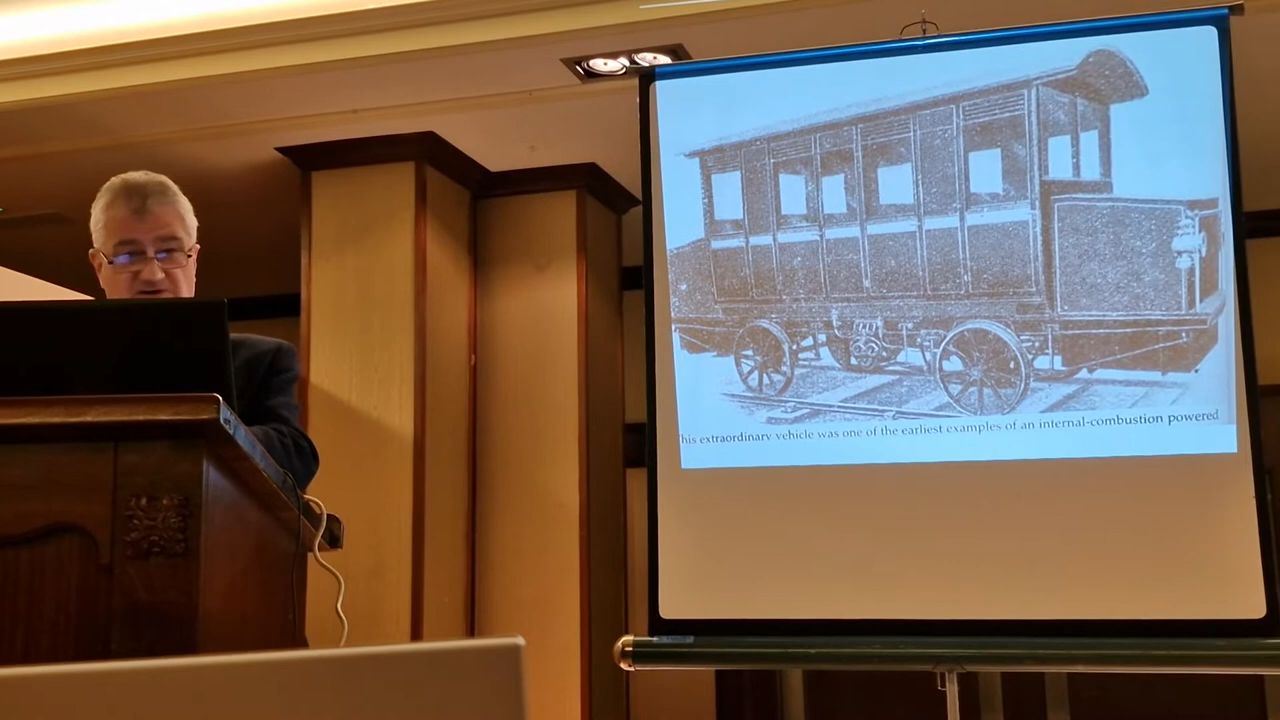 his extraordinary vehicle was one of the earliest examples of an internal-combustion powered